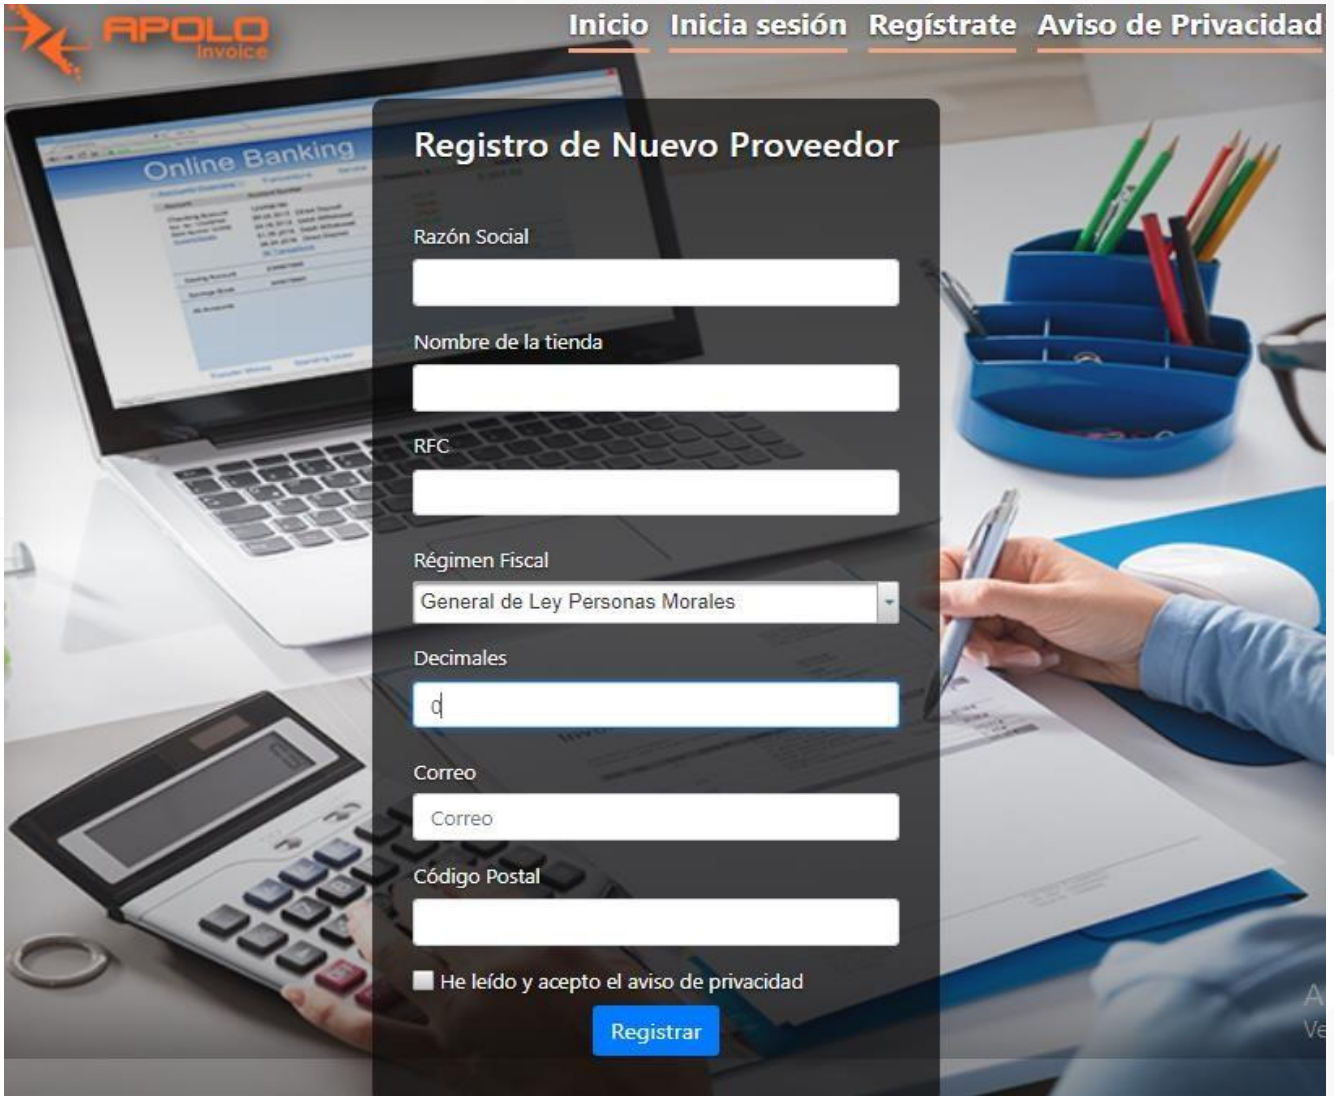 APOLO
Invoice
Inicio Inicia sesión Regístrate Aviso de Privacidad
Online Banking
Registro de Nuevo Proveedor
Razón Social
Nombre de la tienda
RFC
Régimen Fiscal
General de Ley Personas Morales
Decimales
d
Correo
Correo
Código Postal
He leído y acepto el aviso de privacidad
Registrar